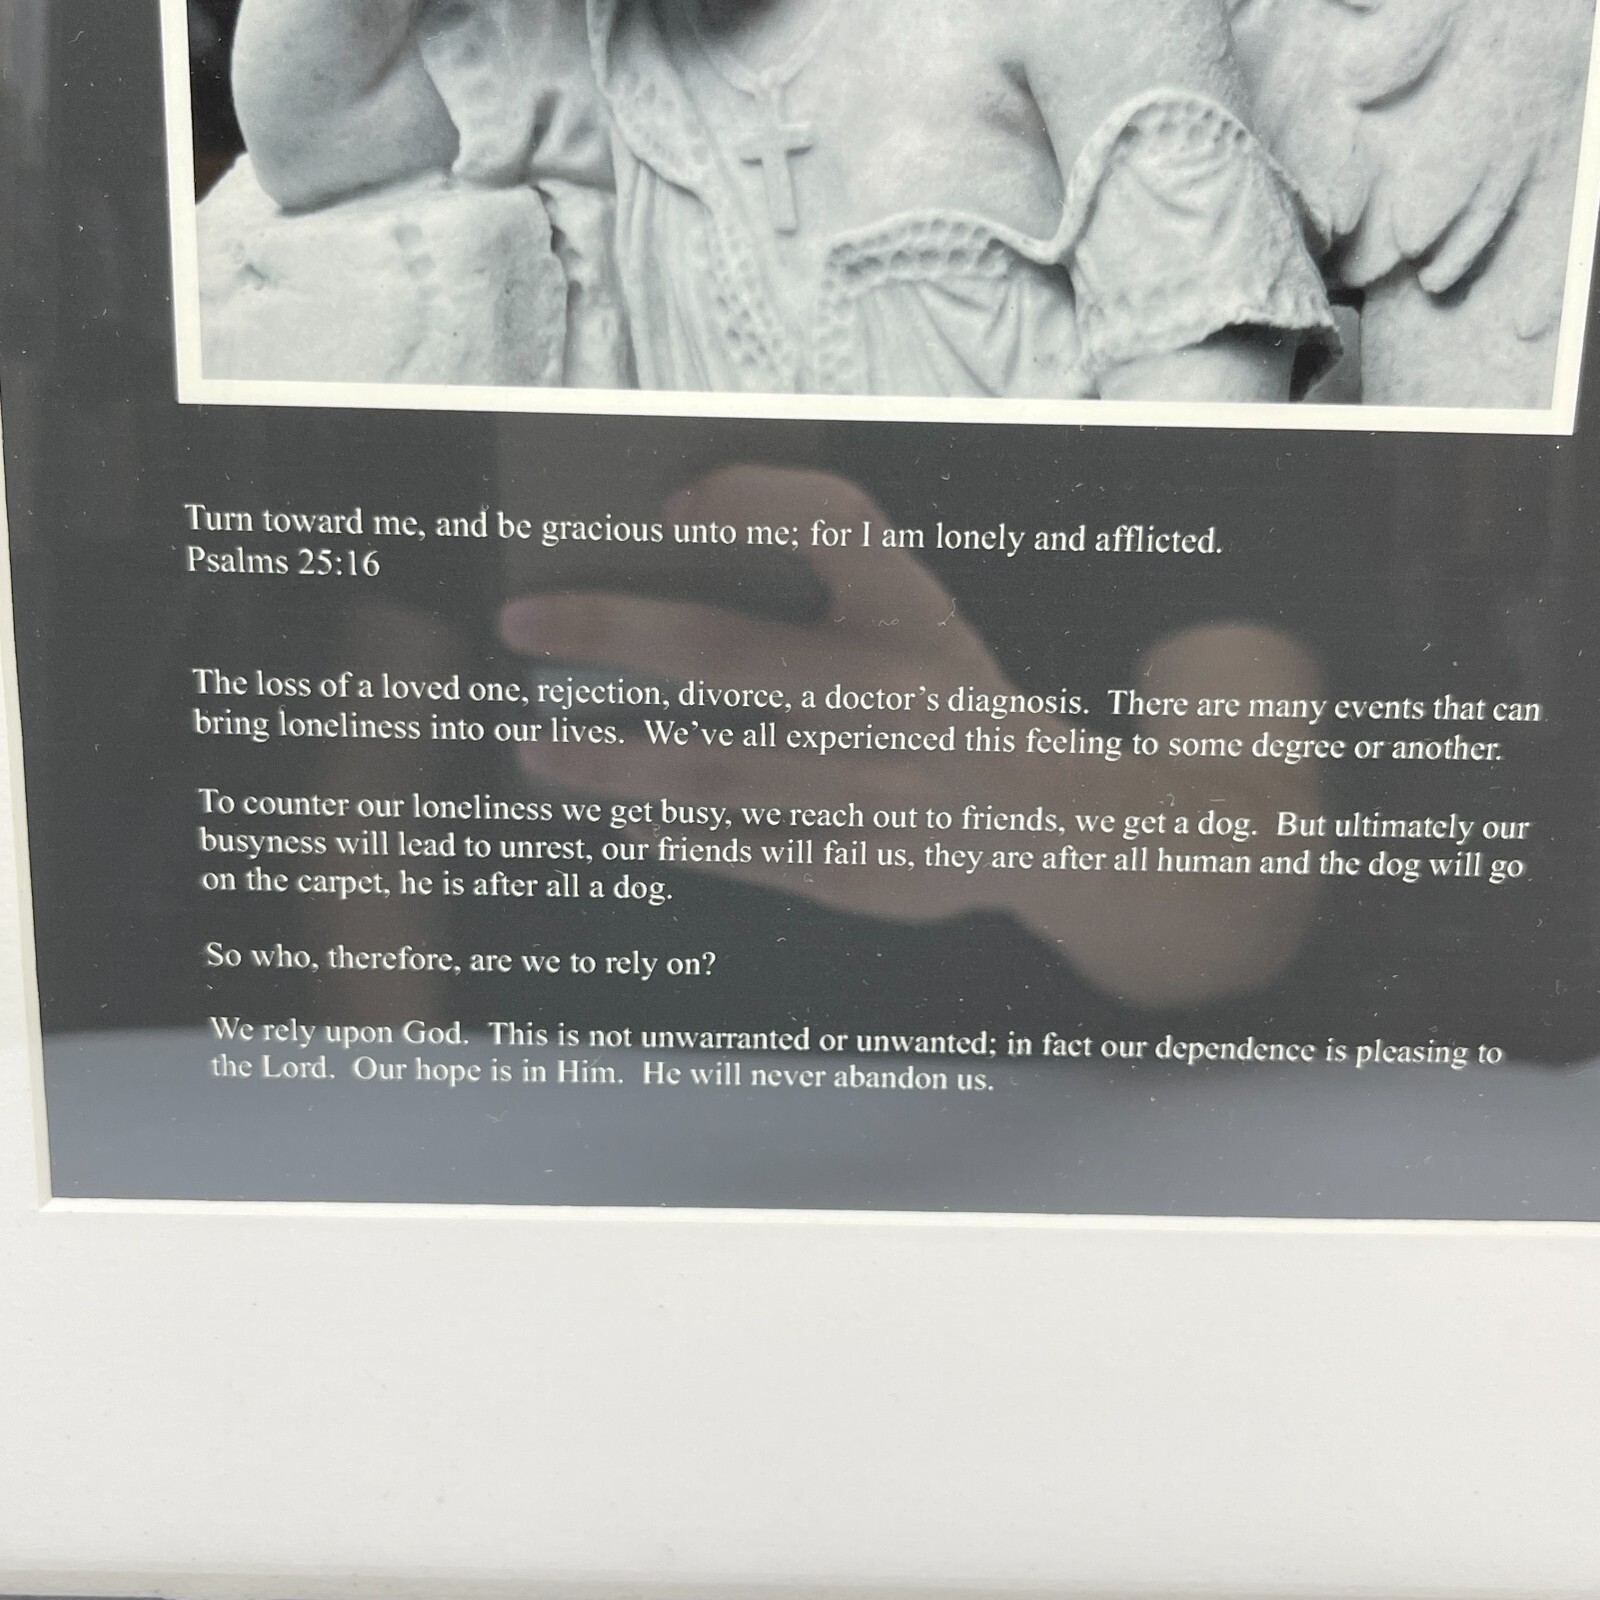 Turn toward me, and be gracious unto me; for I am lonely and afflicted.
Psalms 25:16
The loss of a loved one, rejection, divorce, a doctor's diagnosis.  There are many events that can
bring loneliness into our lives.  We've all experienced this feeling to some degree or another.
To counter our loneliness we get busy, we reach out to friends, we get a dog.  But ultimately our
busyness will lead to unrest, our friends will fail us, they are after all human and the dog will go
on the carpet, he is after all a dog.
So who, therefore, are we to rely on?
We rely upon God.  This is not unwarranted or unwanted; in fact our dependence is pleasing to
the Lord.  Our hope is in Him.  He will never abandon us.